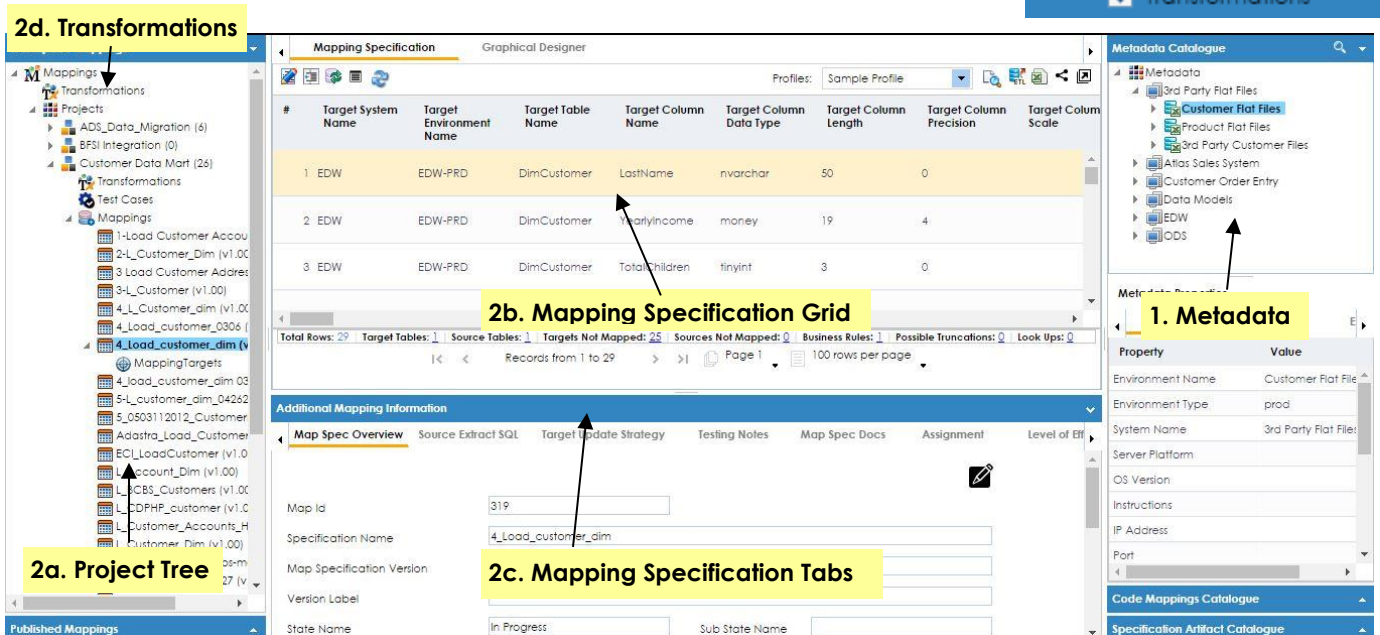 Transformations
2d. Transformations
Mappings
Transformations
Projects
ADS_Data_Migration (6)
BFSI Integration (0)
Customer Data Mart (26)
Transformations
Test Cases
Mappings
1-Load Customer Accou
2-L_Customer_Dim (v1.00
3 Load Customer Addres
3-L_Customer (v1.00)
4_L_Customer_dim (v1.00
4_Load_customer_0306 (
4_Load_customer_dim (v
MappingTargets
4_load_customer_dim 03
5-L_customer_dim_04262
5_0503112012_Customer
Adastra_Load_Customer
ECI_LoadCustomer (v1.0
L_Account_Dim (v1.00)
L_BCBS_Customers (v1.00
L_CDPHP_customer (v1.0
L_Customer_Accounts_H
L_Customer_Dim (v1.00)
2a. Project Tree
os-m
27 (v
Published Mappings
Mapping Specification Graphical Designer
Profiles: Sample Profile
# Target System Name Target Environment Name Target Table Name Target Column Name Target Column Data Type Target Column Length Target Column Precision Target Colum Scale
1 EDW EDW-PRD DimCustomer LastName nvarchar 50 0
2 EDW EDW-PRD DimCustomer YearlyIncome money 19 4
3 EDW EDW-PRD DimCustomer TotalChildren tinyint 3 0
2b. Mapping Specification Grid
Total Rows: 29 Target Tables: 1 Source Tables: 1 Targets Not Mapped: 25 Sources Not Mapped: 0 Business Rules: 1 Possible Truncations: 0 Look Ups: 0
Records from 1 to 29 Page 1 100 rows per page
Additional Mapping Information
Map Spec Overview Source Extract SQL Target Update Strategy Testing Notes Map Spec Docs Assignment Level of Eff
Map Id 319
Specification Name 4_Load_customer_dim
Map Specification Version
2c. Mapping Specification Tabs
Version Label
State Name In Progress Sub State Name
Metadata Catalogue
Metadata
3rd Party Flat Files
Customer Flat Files
Product Flat Files
3rd Party Customer Files
Atlas Sales System
Customer Order Entry
Data Models
EDW
ODS
1. Metadata
E
Property Value
Environment Name Customer Flat File
Environment Type prod
System Name 3rd Party Flat Files
Server Platform
OS Version
Instructions
IP Address
Port
Code Mappings Catalogue
Specification Artifact Catalogue